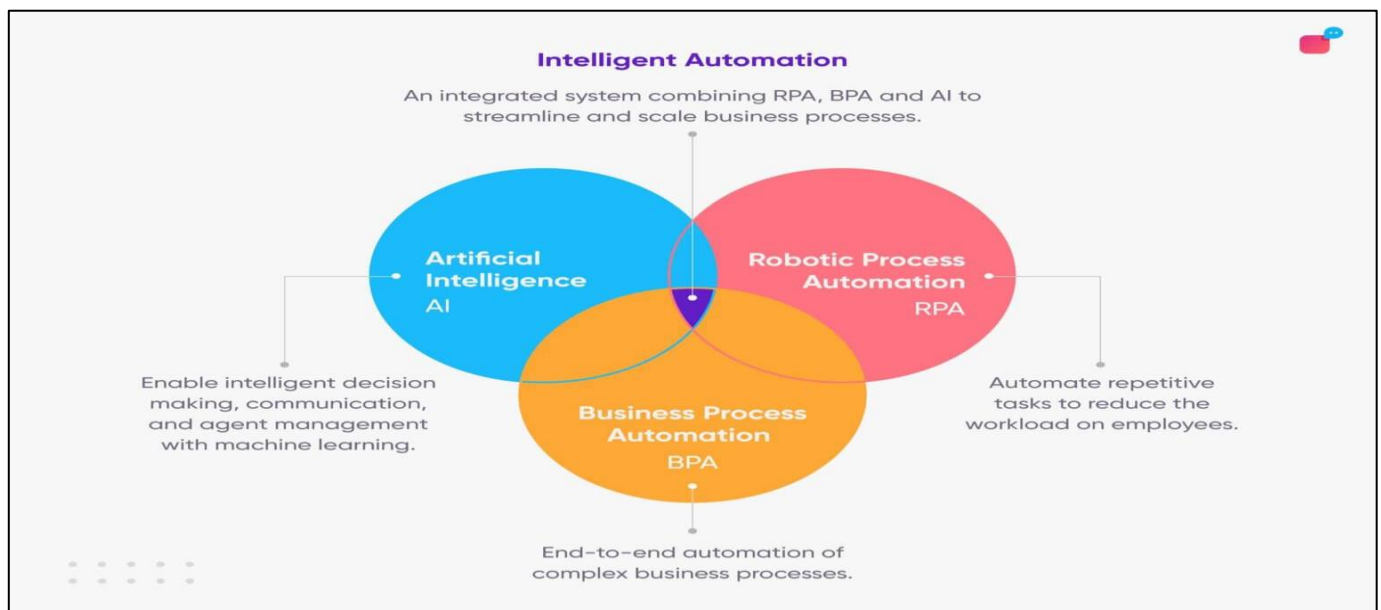 Intelligent Automation
An integrated system combining RPA, BPA and AI to
streamline and scale business processes.
Artificial
Intelligence
AI
Robotic Process
Automation
RPA
Enable intelligent decision
making, communication,
and agent management
with machine learning.
Automate repetitive
tasks to reduce the
workload on employees.
Business Process
Automation
BPA
End-to-end automation of
complex business processes.